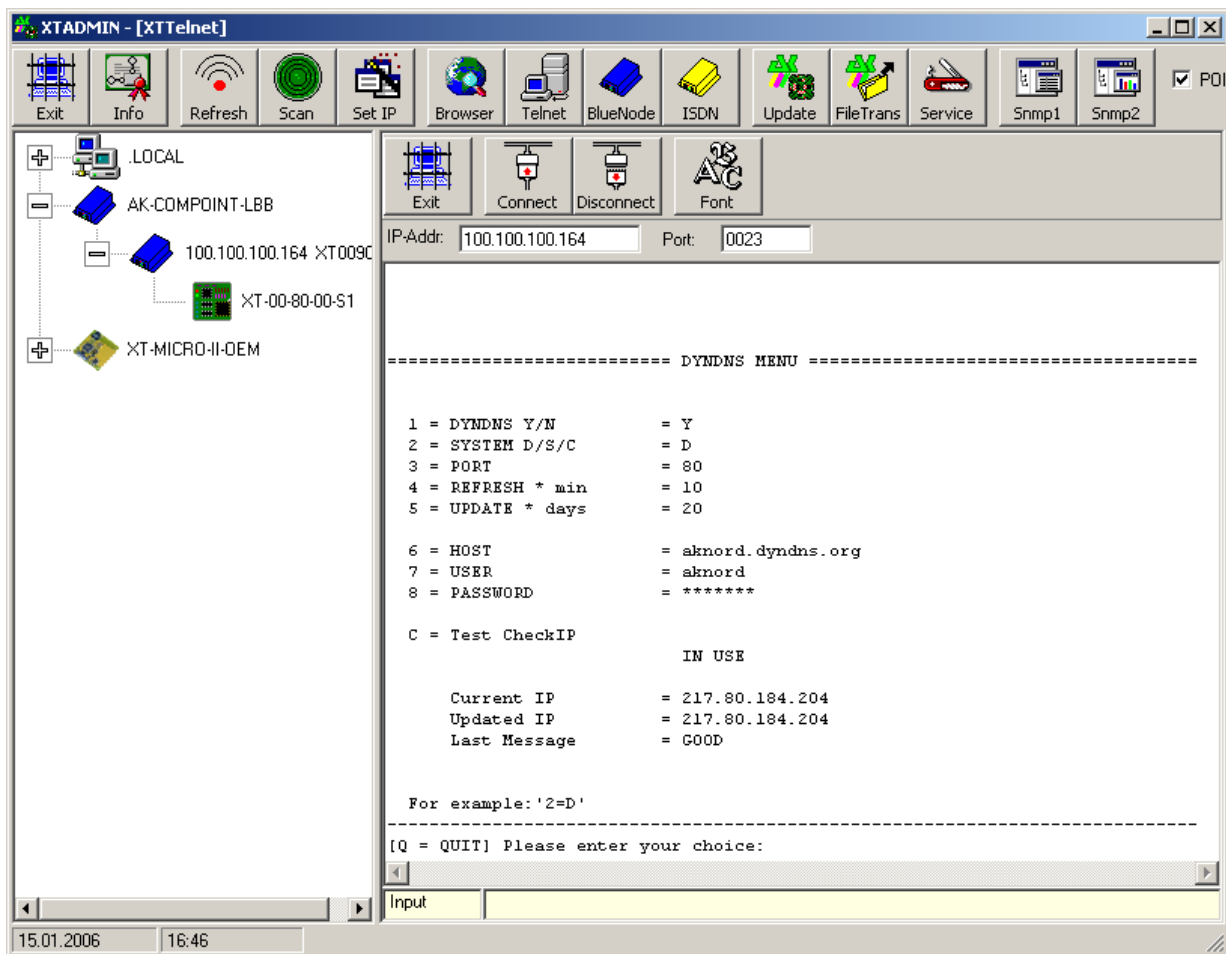 XTADMIN - [XTTelnet]
Exit Info Refresh Scan Set IP Browser Telnet BlueNode ISDN Update FileTrans Service Snmp1 Snmp2 POI
.LOCAL
AK-COMPOINT-LBB
100.100.100.164 XT0090
XT-00-80-00-S1
XT-MICRO-II-OEM
Exit Connect Disconnect Font
IP-Addr: 100.100.100.164 Port: 0023
=========================== DYNDNS MENU =====================================
1 = DYNDNS Y/N = Y
2 = SYSTEM D/S/C = D
3 = PORT = 80
4 = REFRESH * min = 10
5 = UPDATE * days = 20
6 = HOST = aknord.dyndns.org
7 = USER = aknord
8 = PASSWORD = *******
C = Test CheckIP
IN USE
Current IP = 217.80.184.204
Updated IP = 217.80.184.204
Last Message = GOOD
For example:'2=D'
-----------------------------------------------------------------------------
[Q = QUIT] Please enter your choice:
Input
15.01.2006 16:46